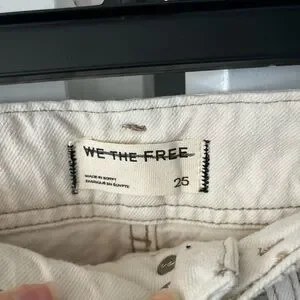 WE THE FREE
MADE IN EGYPT
FABRIQUÉ EN ÉGYPTE
25